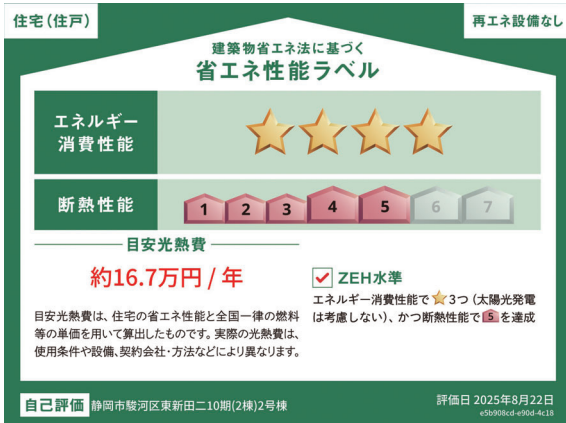 住宅(住戸)
再エネ設備なし
建築物省エネ法に基づく
省エネ性能ラベル
エネルギー
消費性能
断熱性能
1 2 3 4 5 6 7
目安光熱費
約16.7万円 / 年
目安光熱費は、住宅の省エネ性能と全国一律の燃料
等の単価を用いて算出したものです。実際の光熱費は、
使用条件や設備、契約会社・方法などにより異なります。
ZEH水準
エネルギー消費性能で⭐3つ(太陽光発電
は考慮しない)、かつ断熱性能で5を達成
自己評価 静岡市駿河区東新田二10期(2棟)2号棟
評価日 2025年8月22日
e5b908cd-e90d-4c18